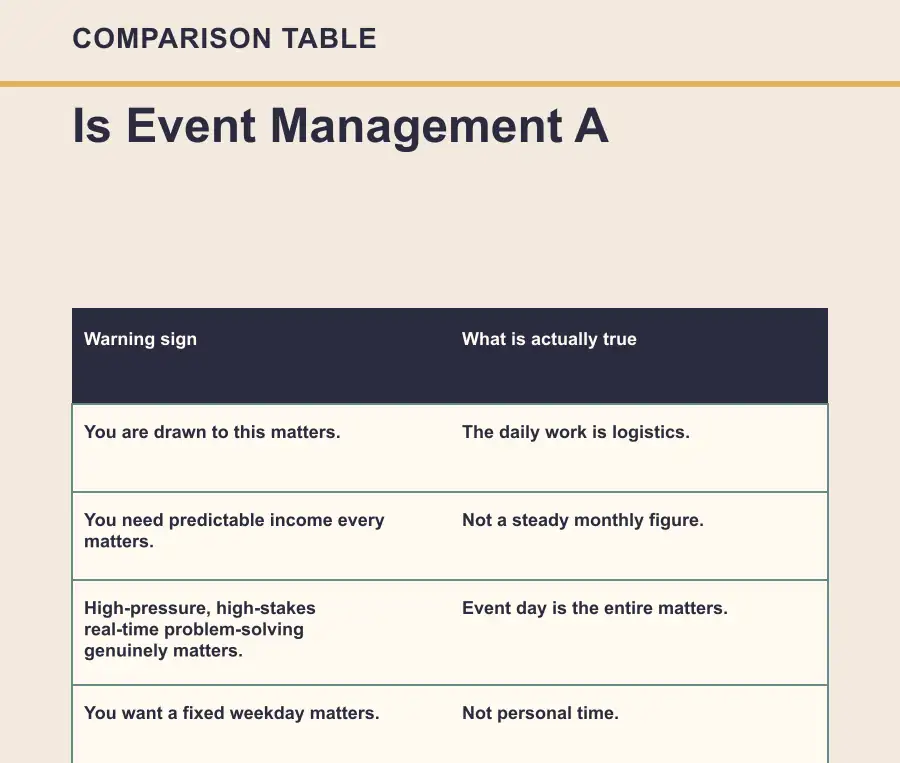 COMPARISON TABLE
Is Event Management A
Warning sign
What is actually true
You are drawn to this matters.
The daily work is logistics.
You need predictable income every
matters.
Not a steady monthly figure.
High-pressure, high-stakes
real-time problem-solving
genuinely matters.
Event day is the entire matters.
You want a fixed weekday matters.
Not personal time.